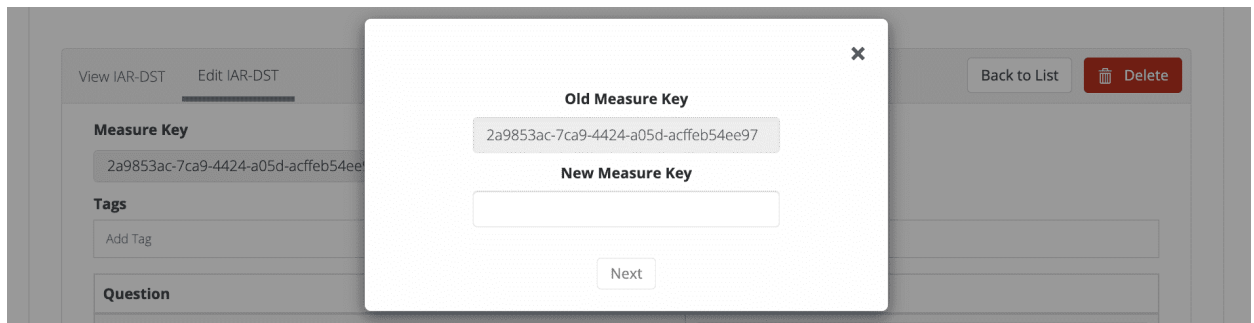 View IAR-DST
Edit IAR-DST
Back to List
Delete
Measure Key
2a9853ac-7ca9-4424-a05d-acffeb54ee
Tags
Add Tag
Question
Old Measure Key
2a9853ac-7ca9-4424-a05d-acffeb54ee97
New Measure Key
Next